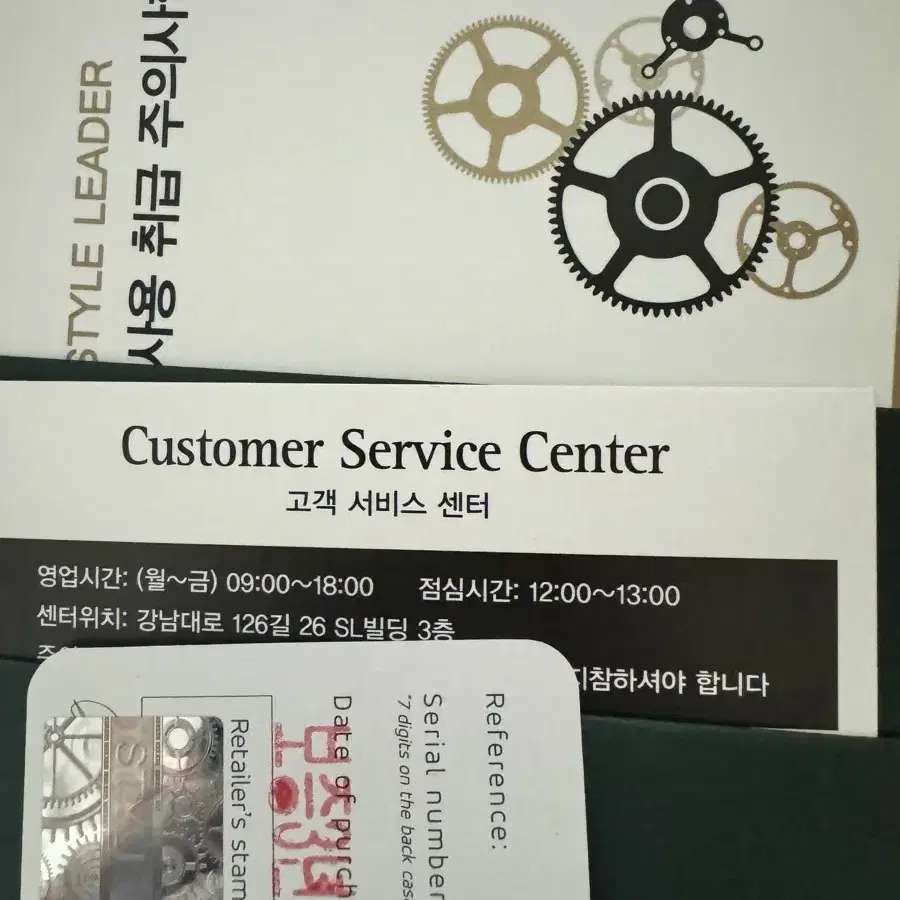 STYLE LEADER
사용 취급 주의사
Customer Service Center
고객 서비스 센터
영업시간: (월~금) 09:00~18:00 점심시간: 12:00~13:00
센터위치: 강남대로 126길 26 SL빌딩 3층
지참하셔야 합니다
Reference:
Serial number
*7 digits on the back case
Date of purch
Retailer's stam